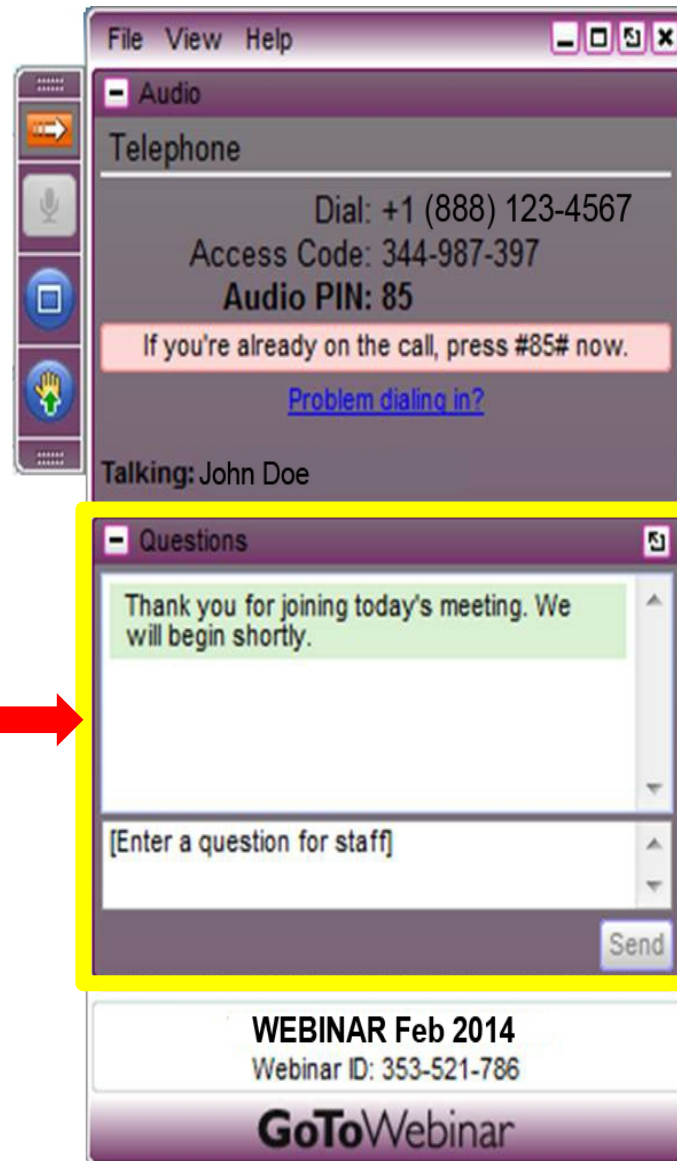 File View Help
Audio
Telephone
Dial: +1 (888) 123-4567
Access Code: 344-987-397
Audio PIN: 85
If you're already on the call, press #85# now.
Problem dialing in?
Talking: John Doe
Questions
Thank you for joining today's meeting. We
will begin shortly.
[Enter a question for staff]
Send
WEBINAR Feb 2014
Webinar ID: 353-521-786
GoToWebinar